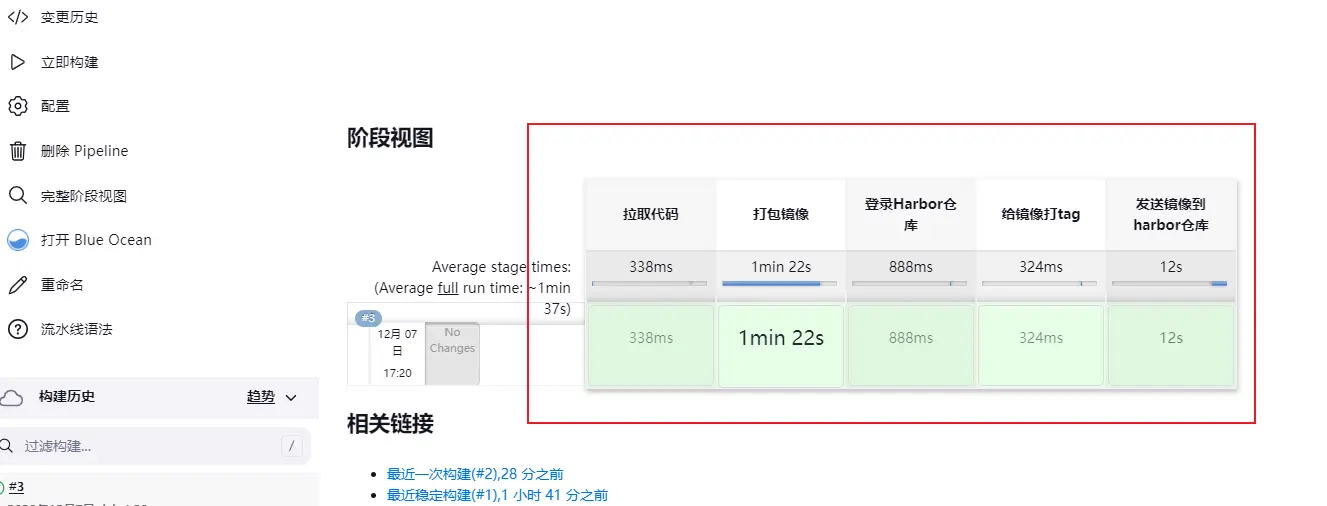 变更历史
立即构建
配置
删除 Pipeline
完整阶段视图
打开 Blue Ocean
重命名
流水线语法
构建历史
趋势
过滤构建...
/
#3
阶段视图
拉取代码
打包镜像
登录Harbor仓
库
给镜像打tag
发送镜像到
harbor仓库
Average stage times:
(Average full run time: ~1min
37s)
338ms
1min 22s
888ms
324ms
12s
#3
12月 07
日
17:20
No
Changes
338ms
1min 22s
888ms
324ms
12s
相关链接
最近一次构建(#2),28 分之前
最近稳定构建(#1),1 小时 41 分之前